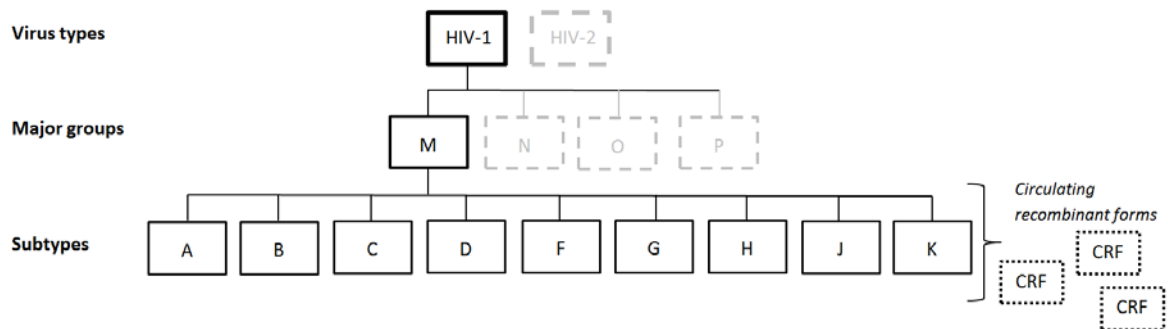 Virus types
HIV-1 HIV-2
Major groups
M N O P
Circulating
recombinant forms
Subtypes
A B C D F G H J K
CRF
CRF
CRF